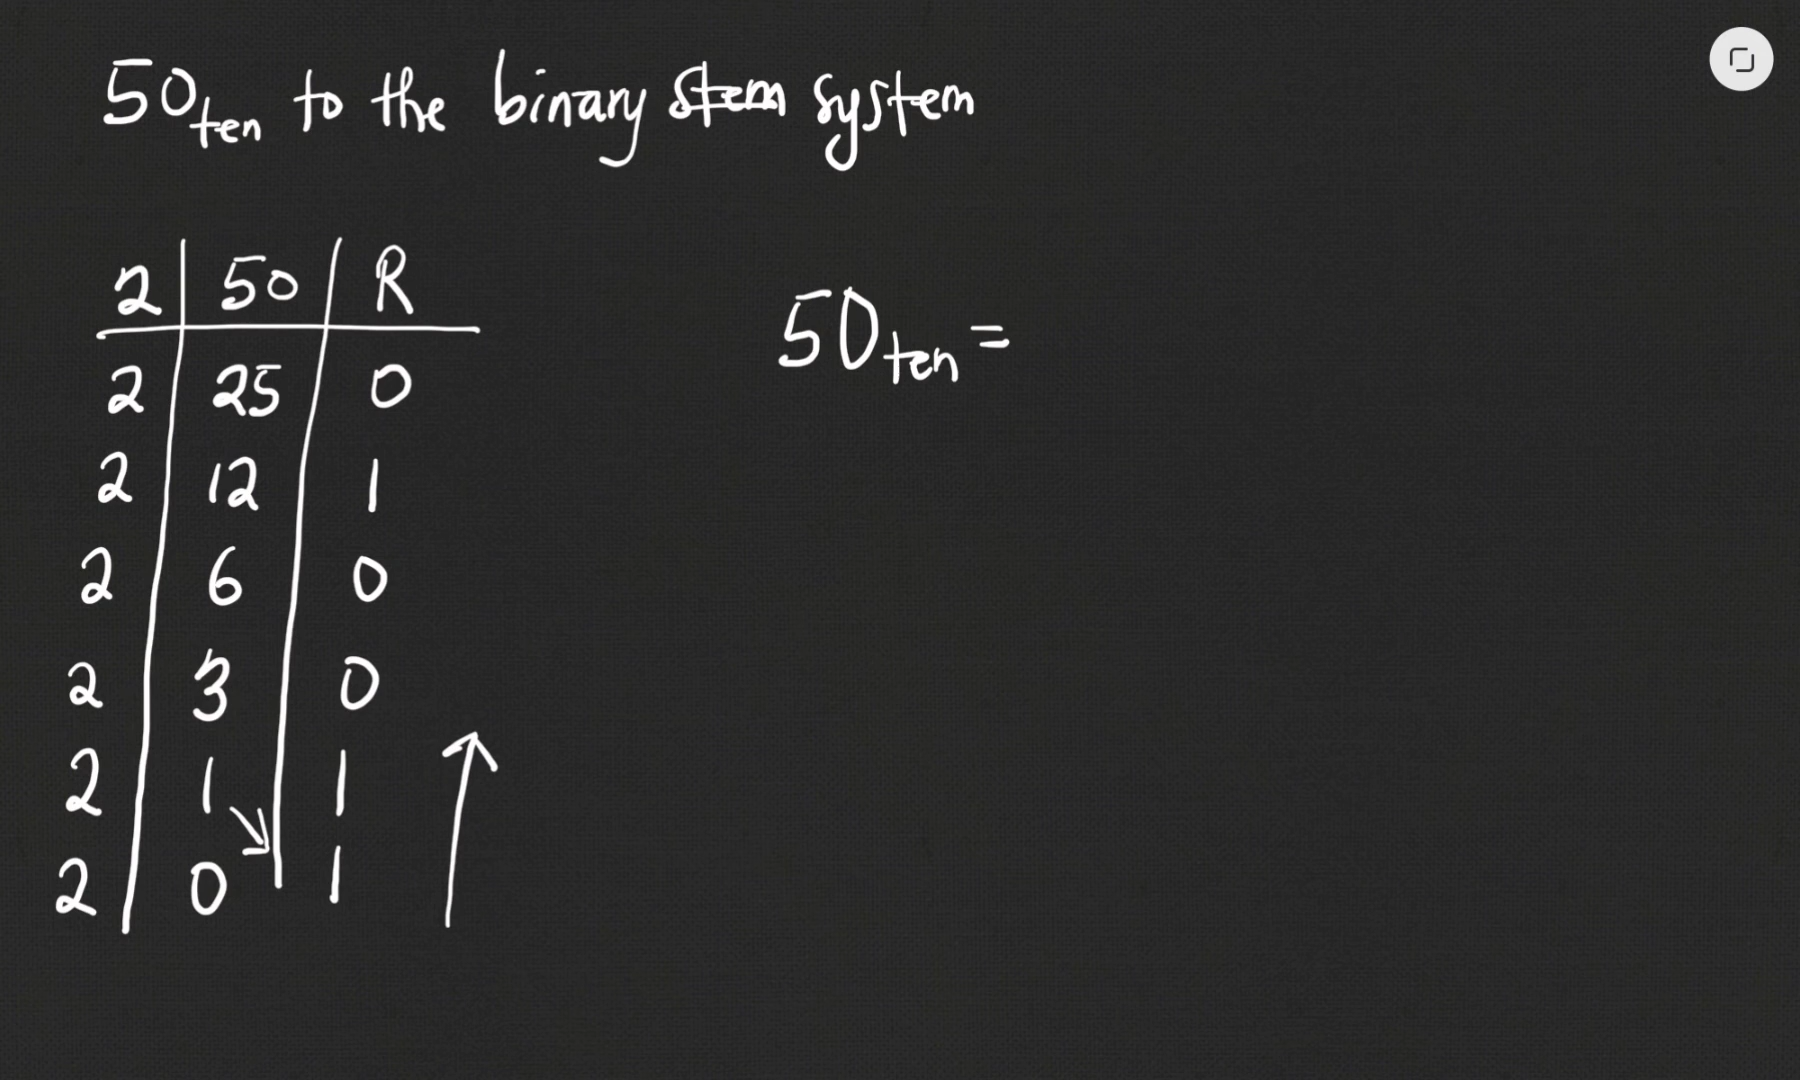 50ten to the binary stem system
2 50 R
50ten =
2 25 0
2 12 1
2 6 0
2 3 0
2 1 1
2 0 1